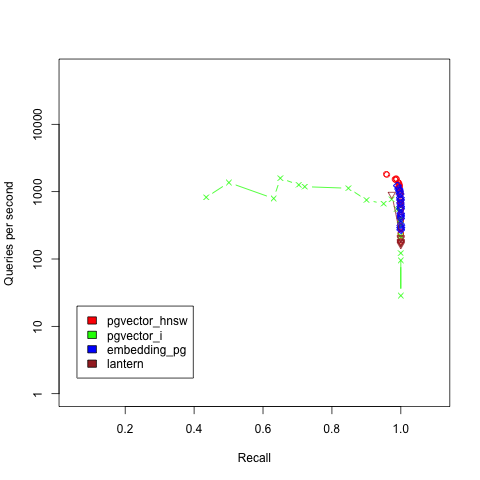 Queries per second
10000
1000
100
10
1
pgvector_hnsw
pgvector_i
embedding_pg
lantern
0.2 0.4 0.6 0.8 1.0
Recall